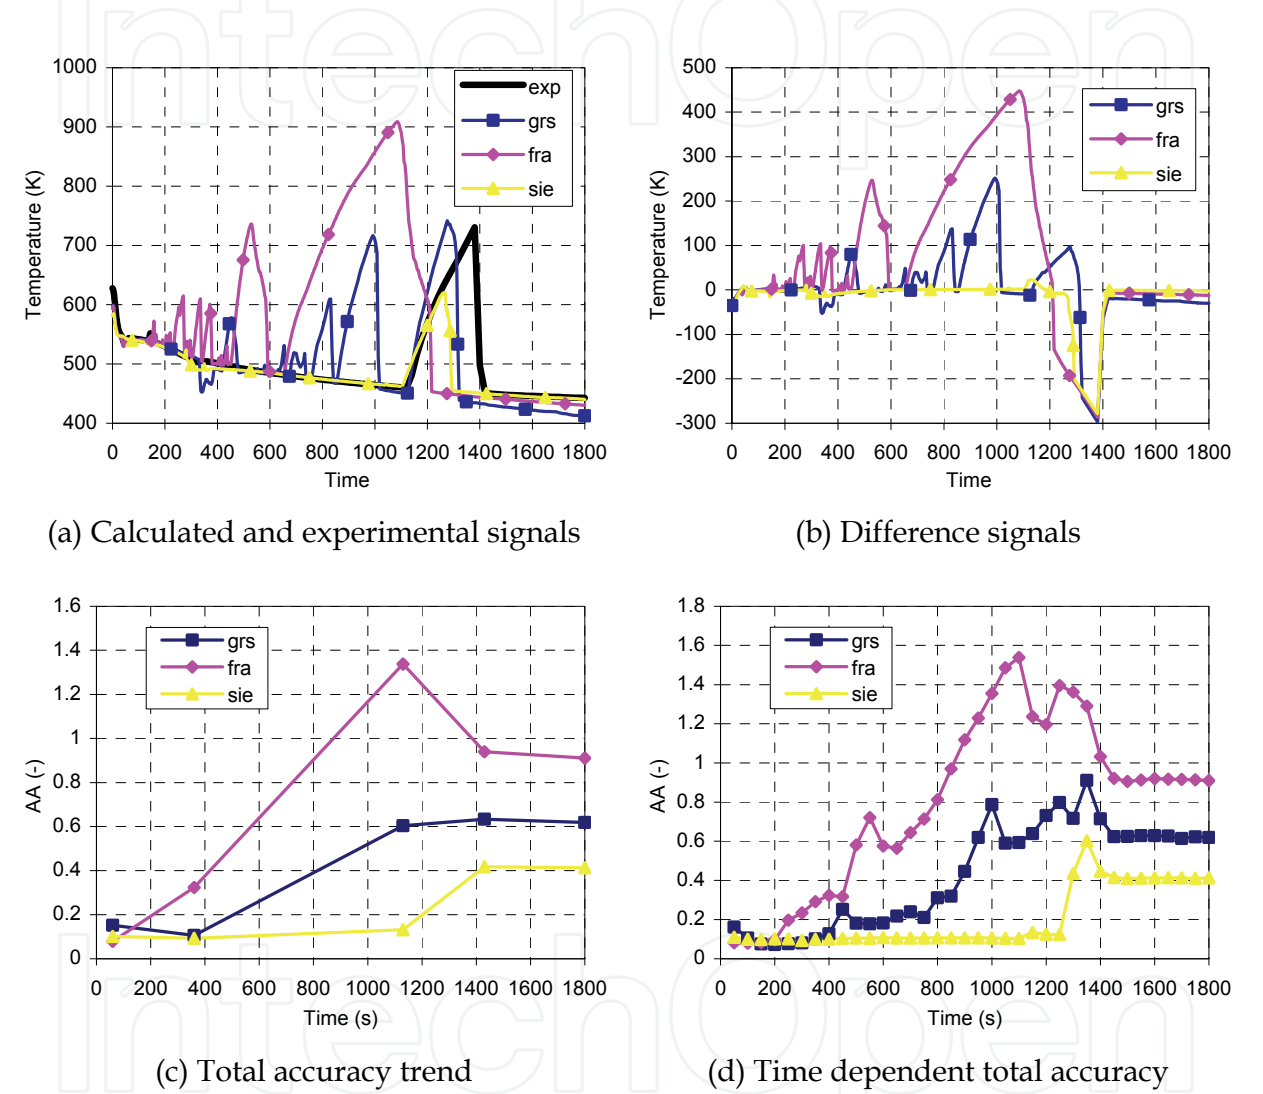 IntechOpen
1000
900
800
700
600
500
400
Temperature (K)
0 200 400 600 800 1000 1200 1400 1600 1800
Time
exp
grs
fra
sie
(a) Calculated and experimental signals
500
400
300
200
100
0
-100
-200
-300
Temperature (K)
0 200 400 600 800 1000 1200 1400 1600 1800
Time
grs
fra
sie
(b) Difference signals
1.6
1.4
1.2
1
0.8
0.6
0.4
0.2
0
AA (-)
0 200 400 600 800 1000 1200 1400 1600 1800
Time (s)
grs
fra
sie
(c) Total accuracy trend
1.8
1.6
1.4
1.2
1
0.8
0.6
0.4
0.2
0
AA (-)
0 200 400 600 800 1000 1200 1400 1600 1800
Time (s)
grs
fra
sie
(d) Time dependent total accuracy
IntechOpen